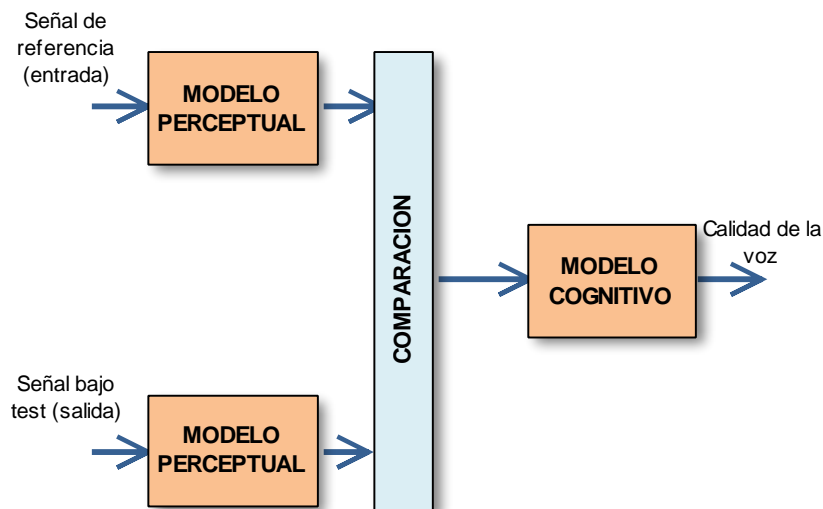 Señal de
referencia
(entrada)
MODELO
PERCEPTUAL
COMPARACION
Calidad de la
voz
MODELO
COGNITIVO
Señal bajo
test (salida)
MODELO
PERCEPTUAL